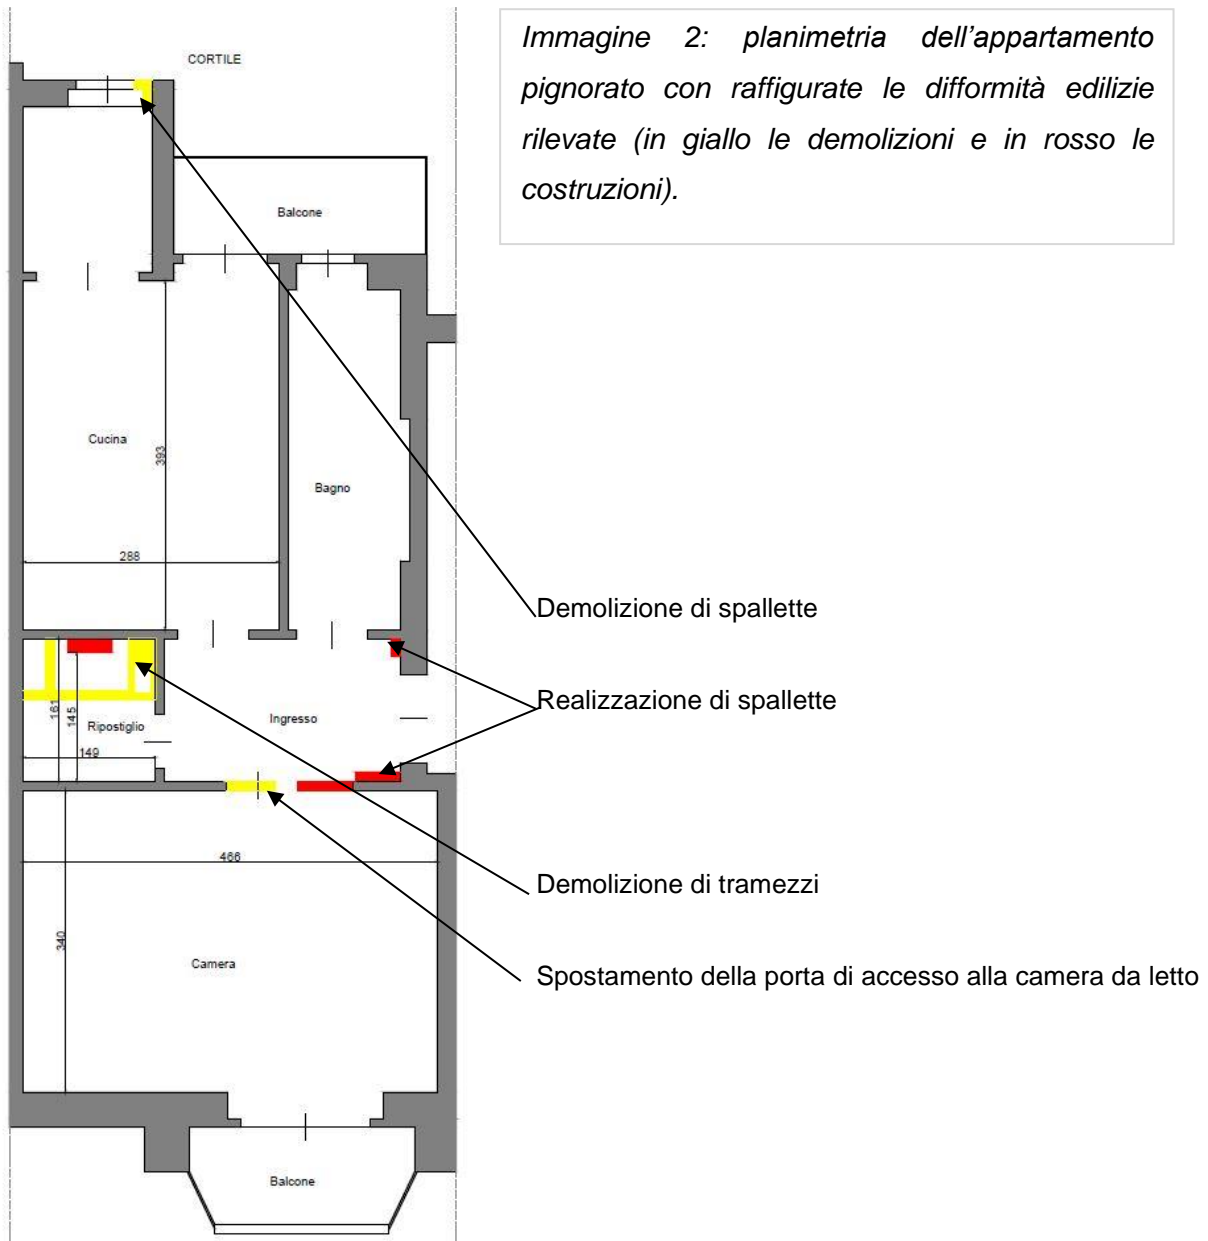 Immagine 2: planimetria dell'appartamento
pignorato con raffigurate le difformità edilizie
rilevate (in giallo le demolizioni e in rosso le
costruzioni).
CORTILE
Balcone
Cucina
393
Bagno
288
Demolizione di spallette
Realizzazione di spallette
161
145
Ripostiglio
Ingresso
149
466
Demolizione di tramezzi
340
Camera
Spostamento della porta di accesso alla camera da letto
Balcone